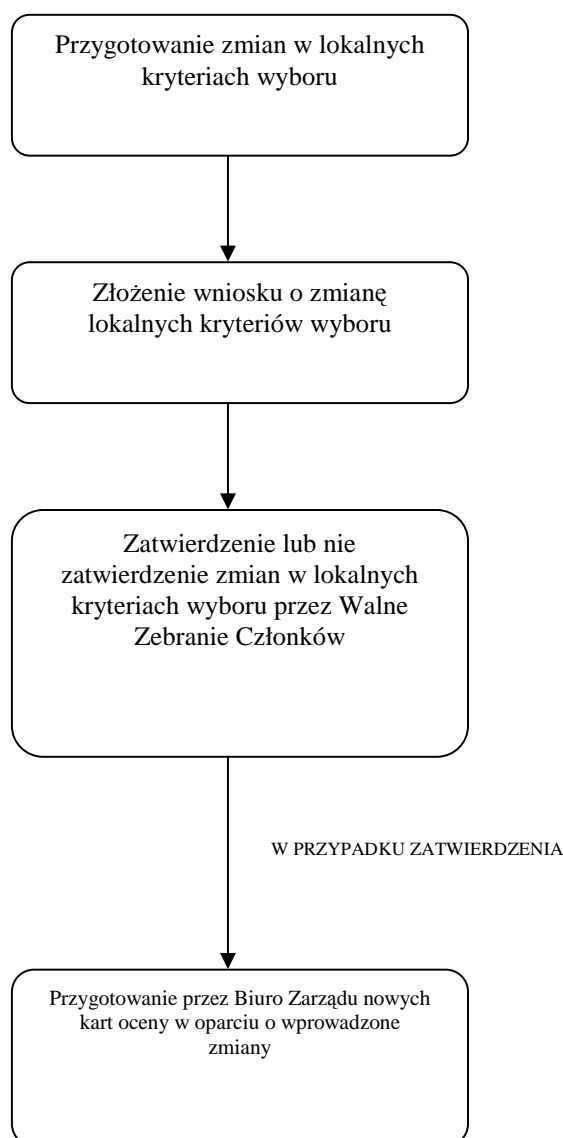 Przygotowanie zmian w lokalnych
kryteriach wyboru
Złożenie wniosku o zmianę
lokalnych kryteriów wyboru
Zatwierdzenie lub nie
zatwierdzenie zmian w lokalnych
kryteriach wyboru przez Walne
Zebranie Członków
W PRZYPADKU ZATWIERDZENIA
Przygotowanie przez Biuro Zarządu nowych
kart oceny w oparciu o wprowadzone
zmiany